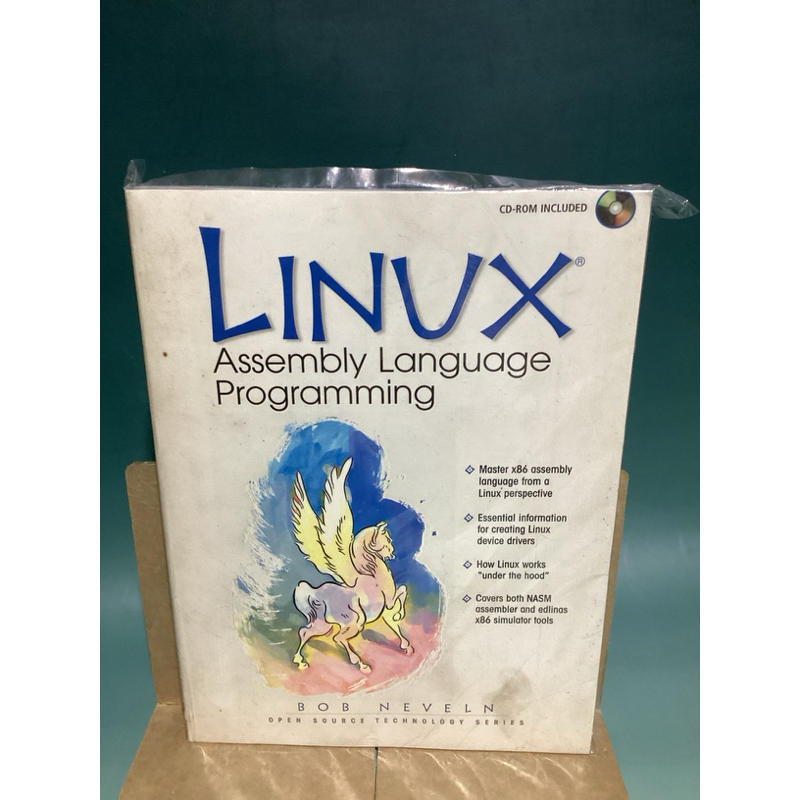 CD-ROM INCLUDED
LINUX®
Assembly Language
Programming
Master x86 assembly
language from a
Linux perspective
Essential information
for creating Linux
device drivers
How Linux works
"under the hood"
Covers both NASM
assembler and edlinas
x86 simulator tools
BOB NEVELN
OPEN SOURCE TECHNOLOGY SERIES